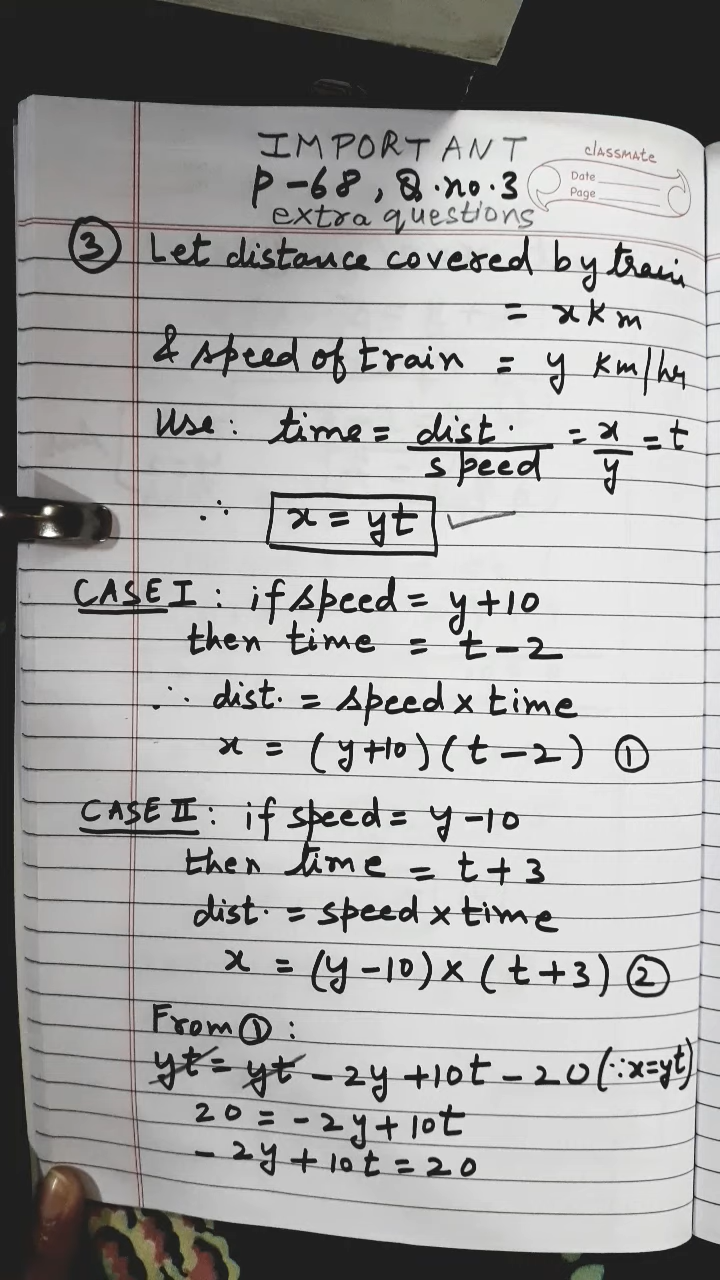 IMPORTANT
classmate
P-68, Q.no.3
Date
Page
extra questions
③ Let distance covered by train
= x km
& speed of train = y km/hr
Use: time = dist./speed = x/y = t
∴ x = yt ✓
CASE I : if speed = y+10
then time = t-2
∴ dist. = speed x time
x = (y+10)(t-2) ①
CASE II : if speed = y-10
then time = t+3
dist. = speed x time
x = (y-10)x(t+3) ②
From ① :
yt = yt - 2y + 10t - 20 (∵x=yt)
20 = -2y + 10t
-2y + 10t = 20